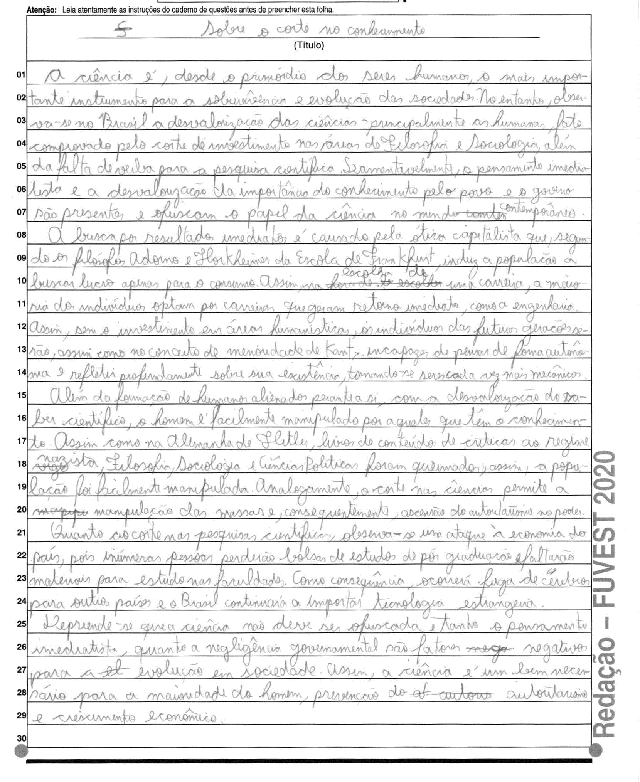 Atenção: Leia atentamente as instruções do caderno de questões antes de preencher esta folha.
Sobre o corte no conhecimento
(Título)
01 A ciência é, desde o primórdio dos seres humanos, o mais impor-
02 tante instrumento para a sobrevivência e evolução das sociedades. No entanto, obser-
03 va-se no Brasil a desvalorização das ciências - principalmente as humanas, fato
04 comprovado pelo corte de investimento nas áreas de Filosofia e Sociologia, além
05 da falta de verba para a pesquisa científica. Lamentavelmente, o pensamento imedia-
06 tista e a desvalorização da importância do conhecimento pelo povo e o governo
07 são presentes e ofuscam o papel da ciência no mundo contemporâneo.
08 A busca por resultados imediatos é causado pela ótica capitalista que, segun-
09 do os filósofos Adorno e Horkheimer da Escola de Frankfurt, induz a população a
10 buscar lucro apenas para o consumo. Assim, na escolha de uma carreira, a maio-
11 ria dos indivíduos optam por carreiras que geram retorno imediato, como a engenharia.
12 Assim, sem o investimento em áreas humanísticas, os indivíduos das futuras gerações se-
13 rão, assim como no conceito de menoridade de Kant, incapazes de pensar de forma autôno-
14 ma e refletir profundamente sobre sua existência, tornando-se seres cada vez mais mecânicos.
15 Além da formação de humanos alienados perante a si, com a desvalorização do sa-
16 ber científico, o homem é facilmente manipulado por aqueles que têm o conhecimen-
17 to. Assim como na Alemanha de Hitler, livros de conteúdo de críticas ao regime
18 nazista, Filosofia, Sociologia e Ciências Políticas foram queimados, assim, a popu-
19 lação foi facilmente manipulada. Analogamente, o corte nas ciências permite a
20 manipulação das massas e, consequentemente, ascensão do autoritarismo no poder.
21 Quanto ao corte nas pesquisas científicas, observa-se um ataque à economia do
22 país, pois inúmeras pessoas perderão bolsas de estudos de pós graduação e faltarão
23 materiais para estudo nas faculdades. Como consequência, ocorrerá fuga de cérebros
24 para outros países e o Brasil continuará a importar tecnologia estrangeira.
25 Depreende-se que a ciência não deve ser ofuscada e tanto o pensamento
26 imediatista, quanto a negligência governamental são fatores negativos
27 para a evolução em sociedade. Assim, a ciência é um bem neces-
28 sário para a maioridade do homem, prevenção do autoritarismo
29 e crescimento econômico.
30
Redação – FUVEST 2020